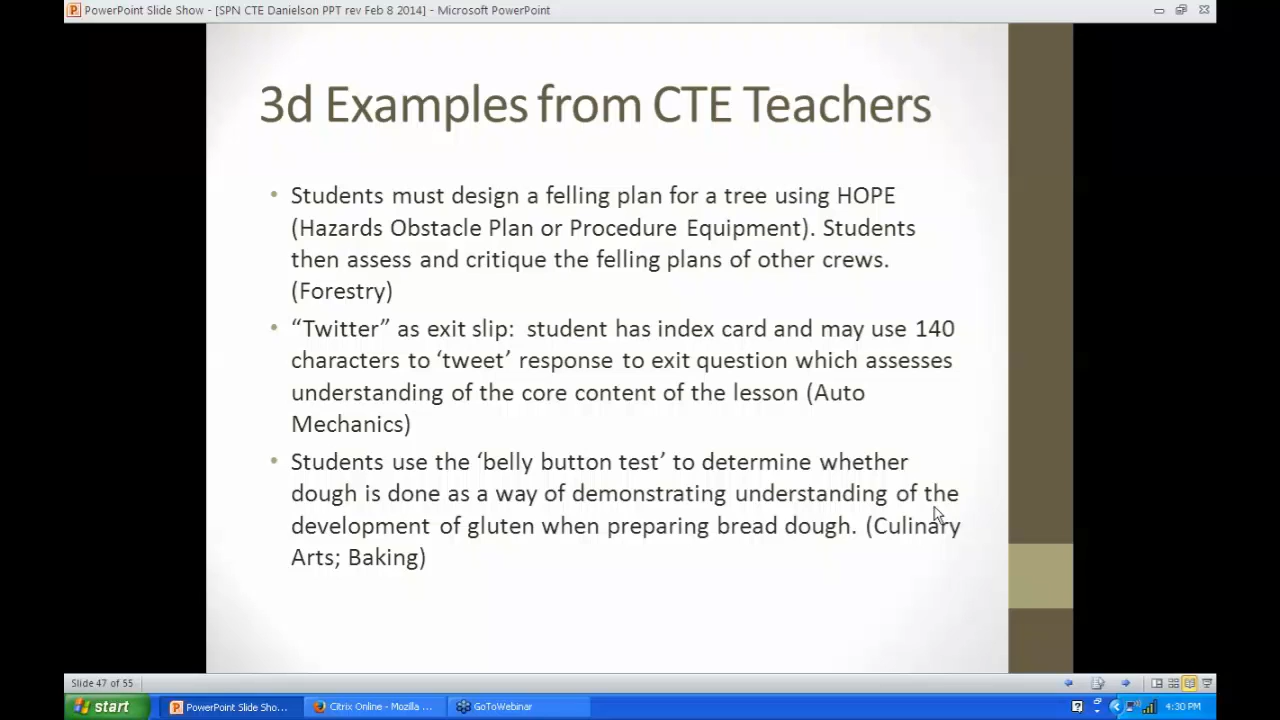 PowerPoint Slide Show - [SPN CTE Danielson PPT rev Feb 8 2014] - Microsoft PowerPoint
3d Examples from CTE Teachers
• Students must design a felling plan for a tree using HOPE
(Hazards Obstacle Plan or Procedure Equipment). Students
then assess and critique the felling plans of other crews.
(Forestry)
• “Twitter” as exit slip: student has index card and may use 140
characters to ‘tweet’ response to exit question which assesses
understanding of the core content of the lesson (Auto
Mechanics)
• Students use the ‘belly button test’ to determine whether
dough is done as a way of demonstrating understanding of the
development of gluten when preparing bread dough. (Culinary
Arts; Baking)
Slide 47 of 55
start
PowerPoint Slide Sho...
Citrix Online - Mozilla ...
GoToWebinar
4:30 PM